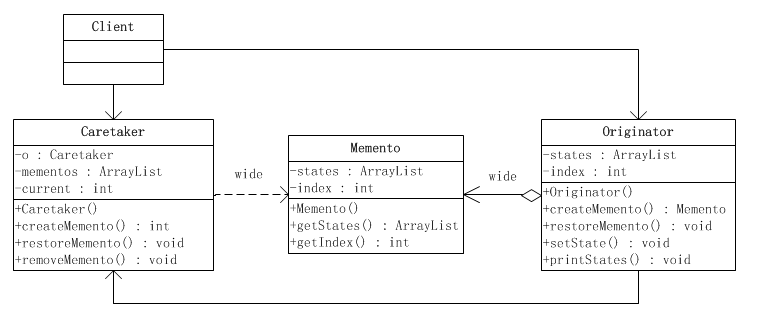 Client
Caretaker
-o : Caretaker
-mementos : ArrayList
-current : int
+Caretaker()
+createMemento() : int
+restoreMemento() : void
+removeMemento() : void
wide
Memento
-states : ArrayList
-index : int
+Memento()
+getStates() : ArrayList
+getIndex() : int
wide
Originator
-states : ArrayList
-index : int
+Originator()
+createMemento() : Memento
+restoreMemento() : void
+setState() : void
+printStates() : void